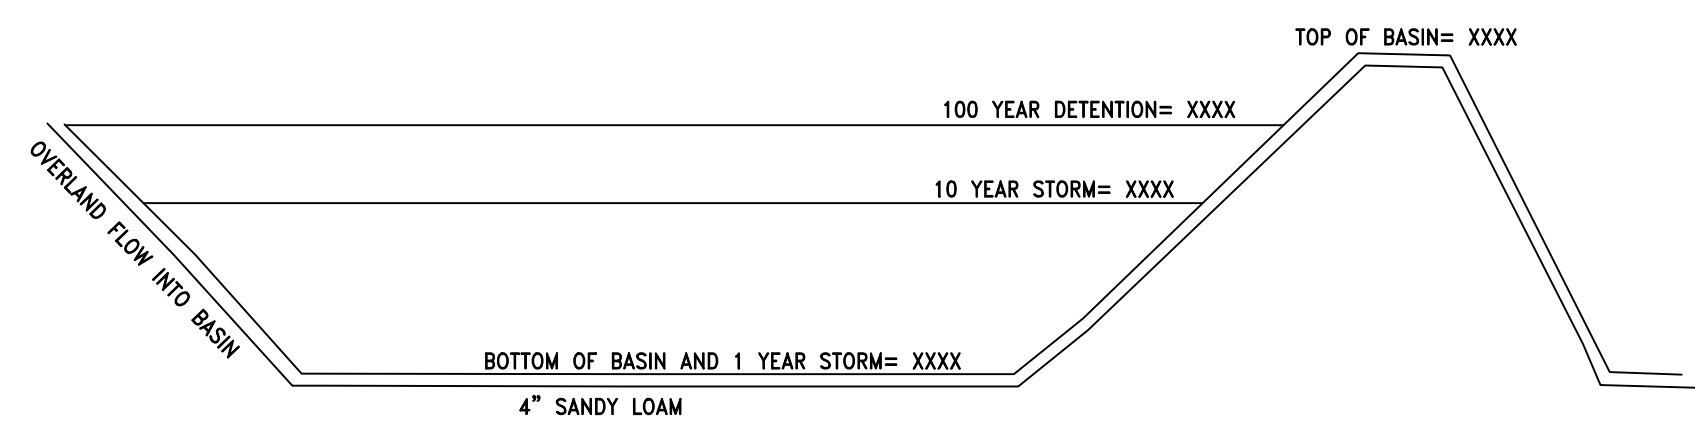 TOP OF BASIN= XXXX
100 YEAR DETENTION= XXXX
OVERLAND FLOW INTO BASIN
10 YEAR STORM= XXXX
BOTTOM OF BASIN AND 1 YEAR STORM= XXXX
4" SANDY LOAM